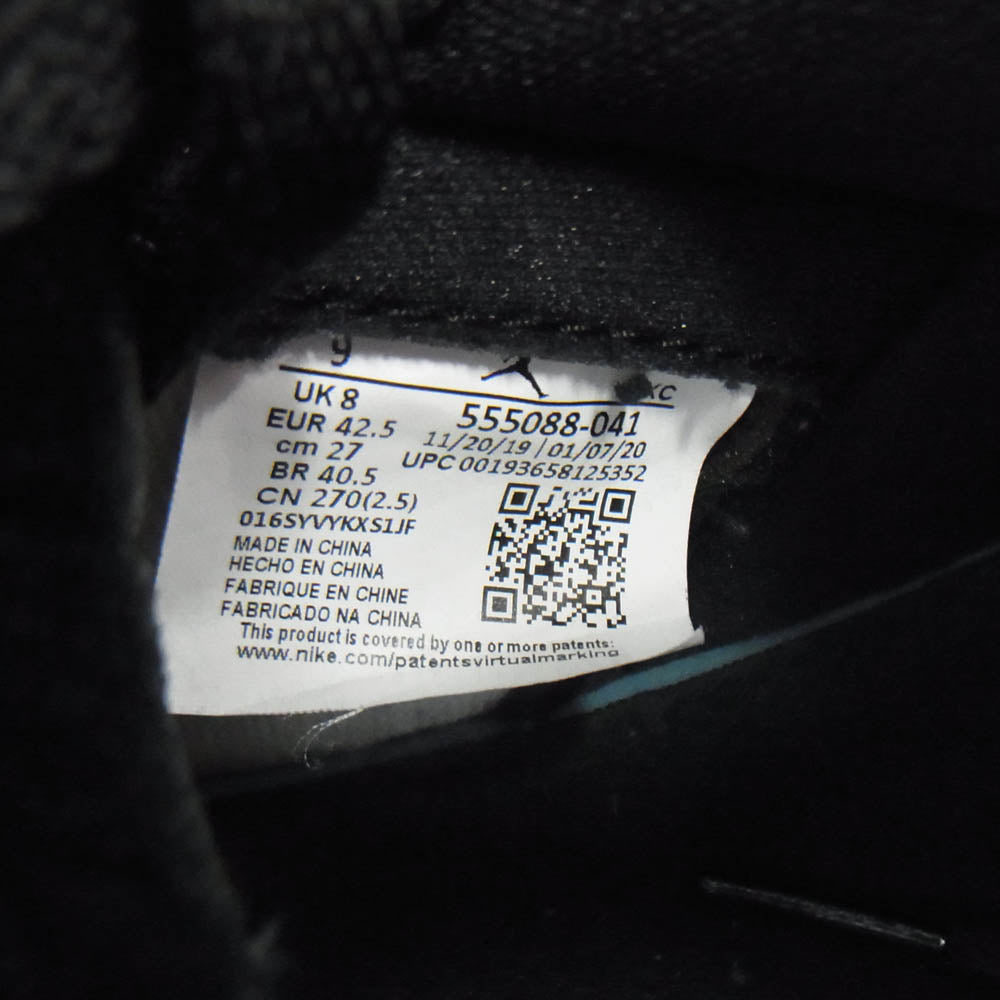 9
XC
UK 8
555088-041
EUR 42.5
11/20/19 | 01/07/20
cm 27
UPC 00193658125352
BR 40.5
CN 270(2.5)
016SYVYKXS1JF
MADE IN CHINA
HECHO EN CHINA
FABRIQUE EN CHINE
FABRICADO NA CHINA
This product is covered by one or more patents:
www.nike.com/patentsvirtualmarking